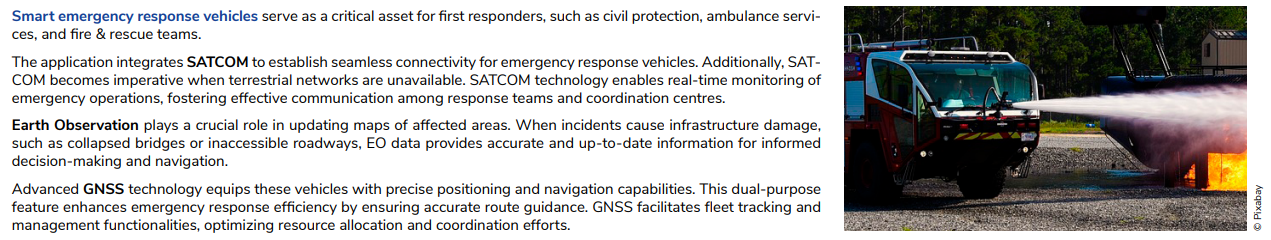 Smart emergency response vehicles serve as a critical asset for first responders, such as civil protection, ambulance servi-
ces, and fire & rescue teams.
The application integrates SATCOM to establish seamless connectivity for emergency response vehicles. Additionally, SAT-
COM becomes imperative when terrestrial networks are unavailable. SATCOM technology enables real-time monitoring of
emergency operations, fostering effective communication among response teams and coordination centres.
Earth Observation plays a crucial role in updating maps of affected areas. When incidents cause infrastructure damage,
such as collapsed bridges or inaccessible roadways, EO data provides accurate and up-to-date information for informed
decision-making and navigation.
Advanced GNSS technology equips these vehicles with precise positioning and navigation capabilities. This dual-purpose
feature enhances emergency response efficiency by ensuring accurate route guidance. GNSS facilitates fleet tracking and
management functionalities, optimizing resource allocation and coordination efforts.
© Pixabay